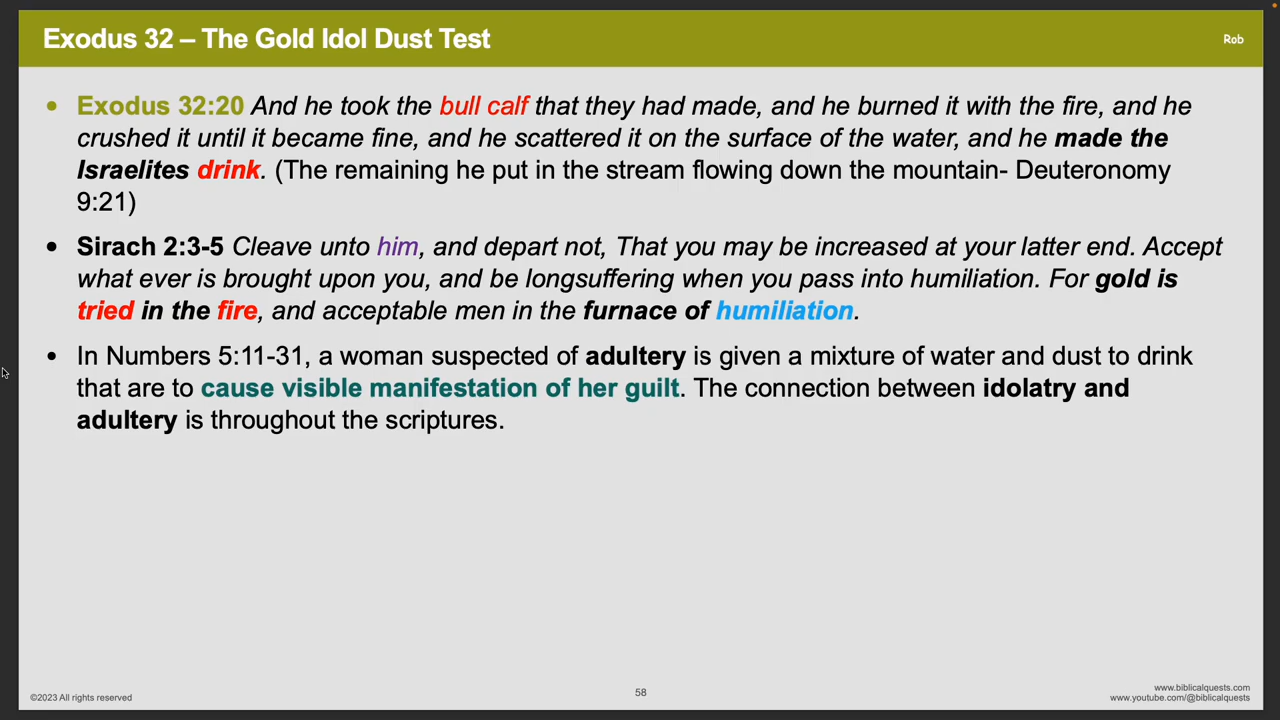 Exodus 32 – The Gold Idol Dust Test
Rob
• Exodus 32:20 And he took the bull calf that they had made, and he burned it with the fire, and he
crushed it until it became fine, and he scattered it on the surface of the water, and he made the
Israelites drink. (The remaining he put in the stream flowing down the mountain- Deuteronomy
9:21)
• Sirach 2:3-5 Cleave unto him, and depart not, That you may be increased at your latter end. Accept
what ever is brought upon you, and be longsuffering when you pass into humiliation. For gold is
tried in the fire, and acceptable men in the furnace of humiliation.
• In Numbers 5:11-31, a woman suspected of adultery is given a mixture of water and dust to drink
that are to cause visible manifestation of her guilt. The connection between idolatry and
adultery is throughout the scriptures.
©2023 All rights reserved
58
www.biblicalquests.com
www.youtube.com/@biblicalquests